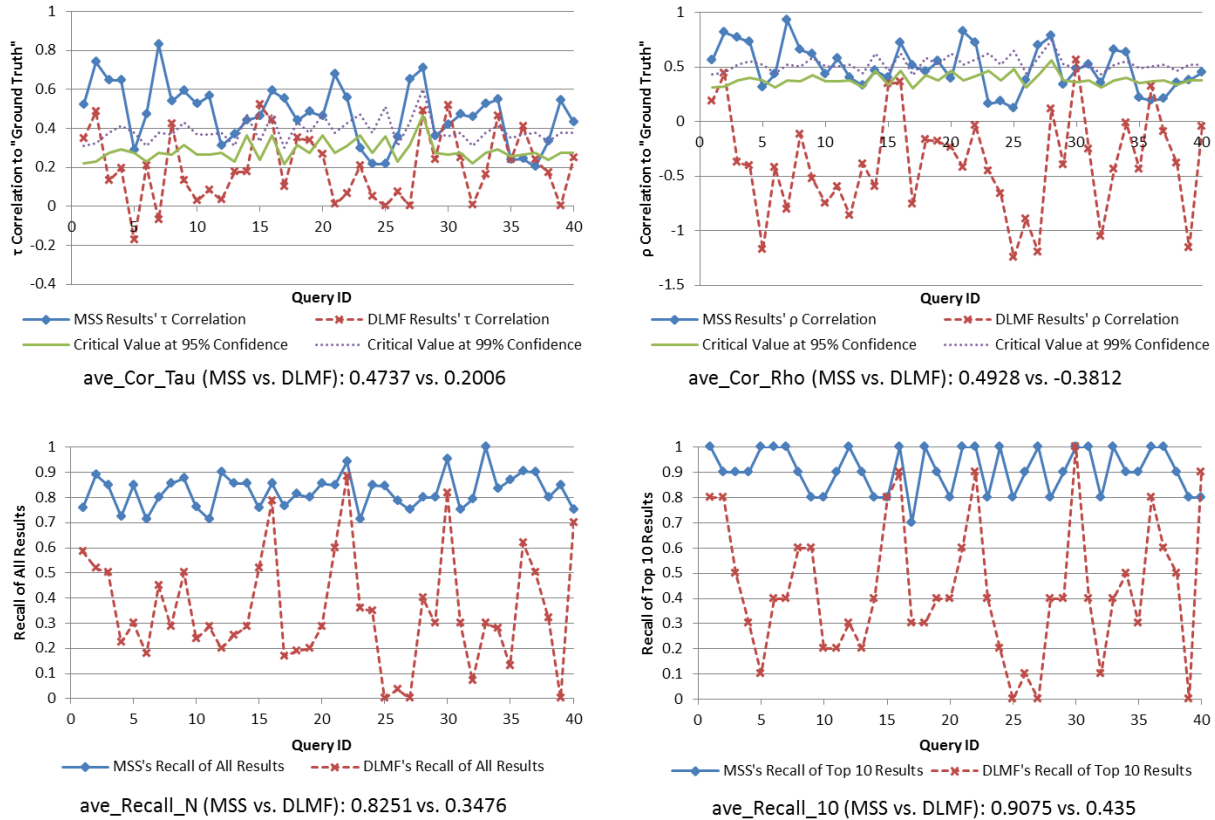 τ Correlation to "Ground Truth"
1
0.8
0.6
0.4
0.2
0
-0.2
-0.4
0 5 10 15 20 25 30 35 40
Query ID
MSS Results' τ Correlation
DLMF Results' τ Correlation
Critical Value at 95% Confidence
Critical Value at 99% Confidence
ave_Cor_Tau (MSS vs. DLMF): 0.4737 vs. 0.2006
ρ Correlation to "Ground Truth"
1
0.5
0
-0.5
-1
-1.5
0 5 10 15 20 25 30 35 40
Query ID
MSS Results' ρ Correlation
DLMF Results' ρ Correlation
Critical Value at 95% Confidence
Critical Value at 99% Confidence
ave_Cor_Rho (MSS vs. DLMF): 0.4928 vs. -0.3812
Recall of All Results
1
0.9
0.8
0.7
0.6
0.5
0.4
0.3
0.2
0.1
0
0 5 10 15 20 25 30 35 40
Query ID
MSS's Recall of All Results
DLMF's Recall of All Results
ave_Recall_N (MSS vs. DLMF): 0.8251 vs. 0.3476
Recall of Top 10 Results
1
0.9
0.8
0.7
0.6
0.5
0.4
0.3
0.2
0.1
0
0 5 10 15 20 25 30 35 40
Query ID
MSS's Recall of Top 10 Results
DLMF's Recall of Top 10 Results
ave_Recall_10 (MSS vs. DLMF): 0.9075 vs. 0.435